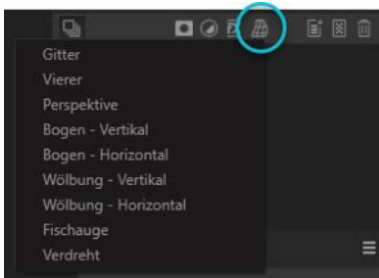 Gitter
Vierer
Perspektive
Bogen - Vertikal
Bogen - Horizontal
Wölbung - Vertikal
Wölbung - Horizontal
Fischauge
Verdreht